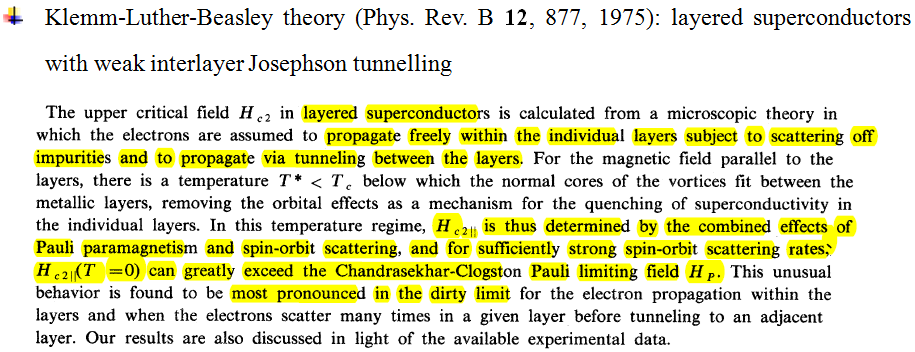 Klemm-Luther-Beasley theory (Phys. Rev. B 12, 877, 1975): layered superconductors
with weak interlayer Josephson tunnelling
The upper critical field H c2 in layered superconductors is calculated from a microscopic theory in
which the electrons are assumed to propagate freely within the individual layers subject to scattering off
impurities and to propagate via tunneling between the layers. For the magnetic field parallel to the
layers, there is a temperature T* < Tc below which the normal cores of the vortices fit between the
metallic layers, removing the orbital effects as a mechanism for the quenching of superconductivity in
the individual layers. In this temperature regime, H c2|| is thus determined by the combined effects of
Pauli paramagnetism and spin-orbit scattering, and for sufficiently strong spin-orbit scattering rates,
H c2||(T =0) can greatly exceed the Chandrasekhar-Clogston Pauli limiting field H P. This unusual
behavior is found to be most pronounced in the dirty limit for the electron propagation within the
layers and when the electrons scatter many times in a given layer before tunneling to an adjacent
layer. Our results are also discussed in light of the available experimental data.